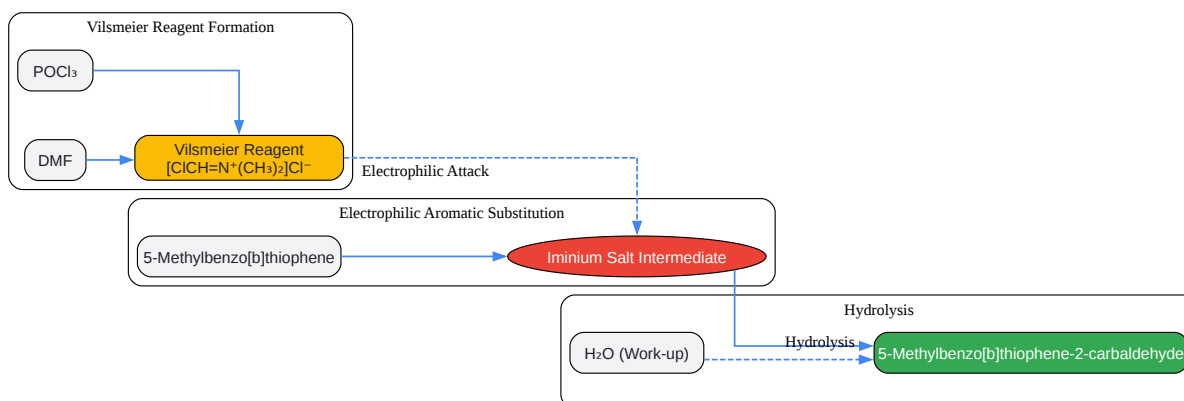 Vilsmeier Reagent Formation
POCl₃
DMF
Vilsmeier Reagent
[ClCH=N⁺(CH₃)₂]Cl⁻
Electrophilic Attack
Electrophilic Aromatic Substitution
5-Methylbenzo[b]thiophene
Iminium Salt Intermediate
Hydrolysis
H₂O (Work-up)
Hydrolysis
5-Methylbenzo[b]thiophene-2-carbaldehyde